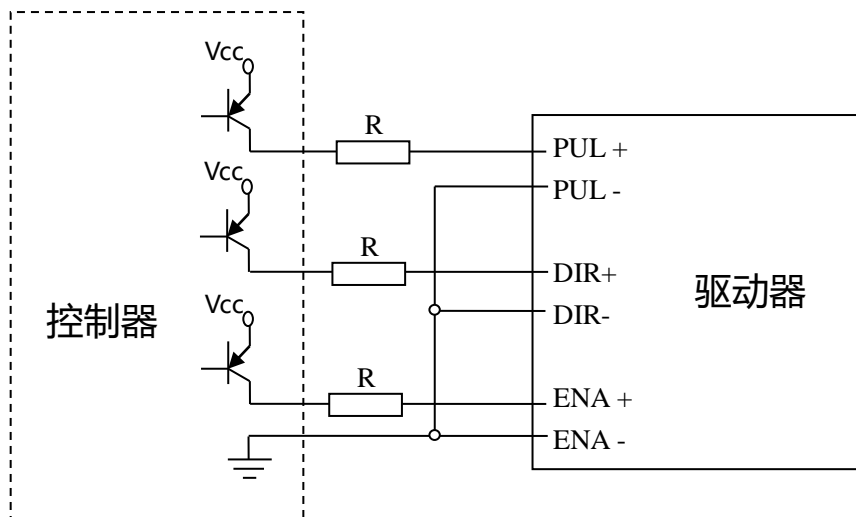 Vcc
R
PUL +
PUL -
Vcc
R
DIR+
DIR-
驱动器
控制器
Vcc
R
ENA +
ENA -